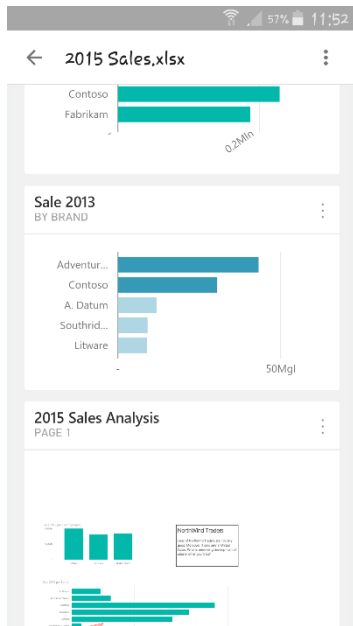 57% 11:52
2015 Sales.xlsx
Contoso
Fabrikam
-
0.2Mln
Sale 2013
BY BRAND
Adventur...
Contoso
A. Datum
Southrid...
Litware
-
50Mgl
2015 Sales Analysis
PAGE 1
NorthWind Traders